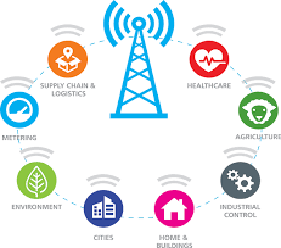 SUPPLY CHAIN &
LOGISTICS
HEALTHCARE
METERING
AGRICULTURE
ENVIRONMENT
INDUSTRIAL
CONTROL
CITIES
HOME &
BUILDINGS